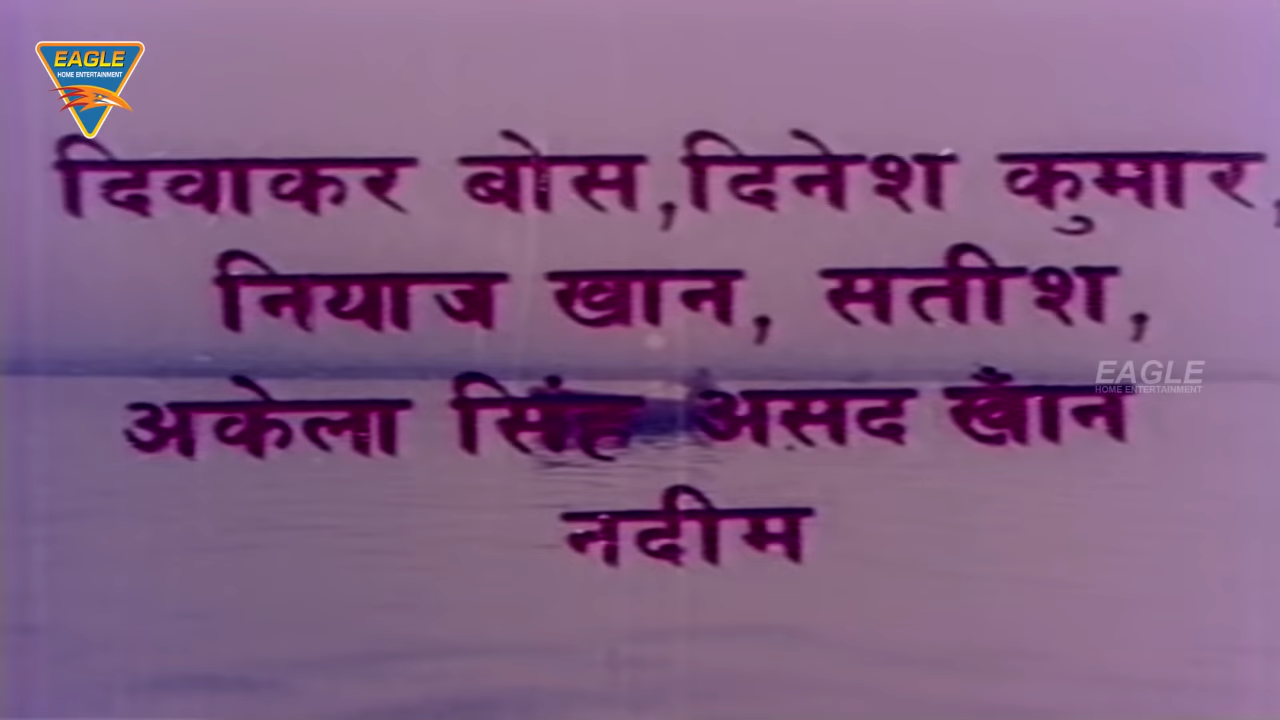 EAGLE
HOME ENTERTAINMENT
दिवाकर बोस,दिनेश कुमार,
नियाज खान, सतीश,
EAGLE
HOME ENTERTAINMENT
अकेला सिंह असद खाँन
नदीम